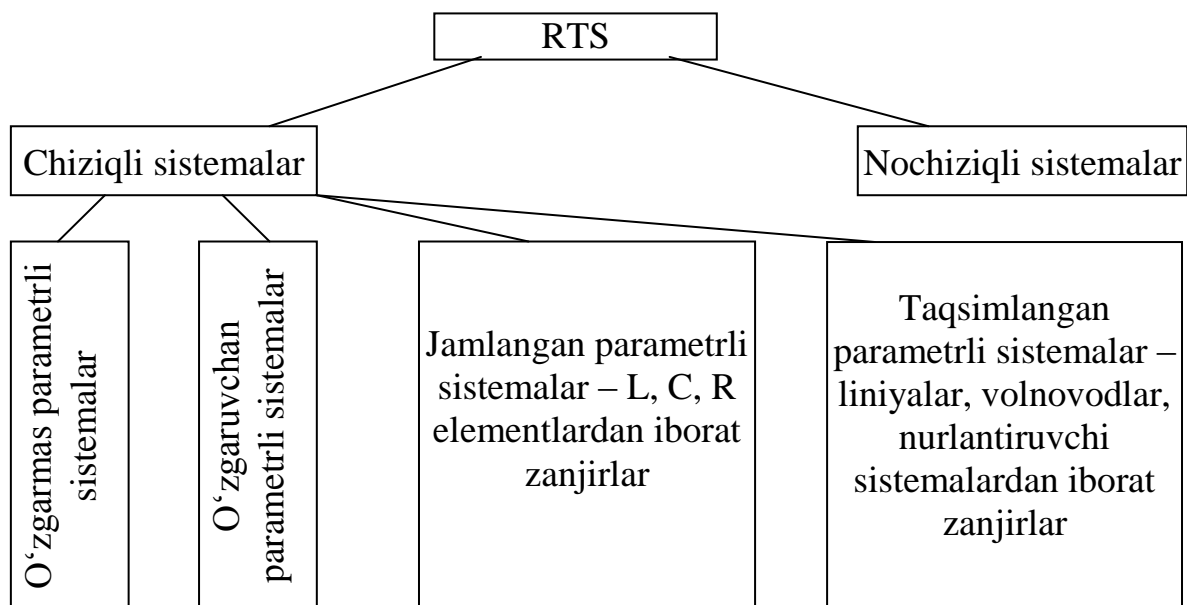 RTS
Chiziqli sistemalar
Nochiziqli sistemalar
O‘zgarmas parametrli
sistemalar
O‘zgaruvchan
parametrli sistemalar
Jamlangan parametrli
sistemalar – L, C, R
elementlardan iborat
zanjirlar
Taqsimlangan
parametrli sistemalar –
liniyalar, volnovodlar,
nurlantiruvchi
sistemalardan iborat
zanjirlar